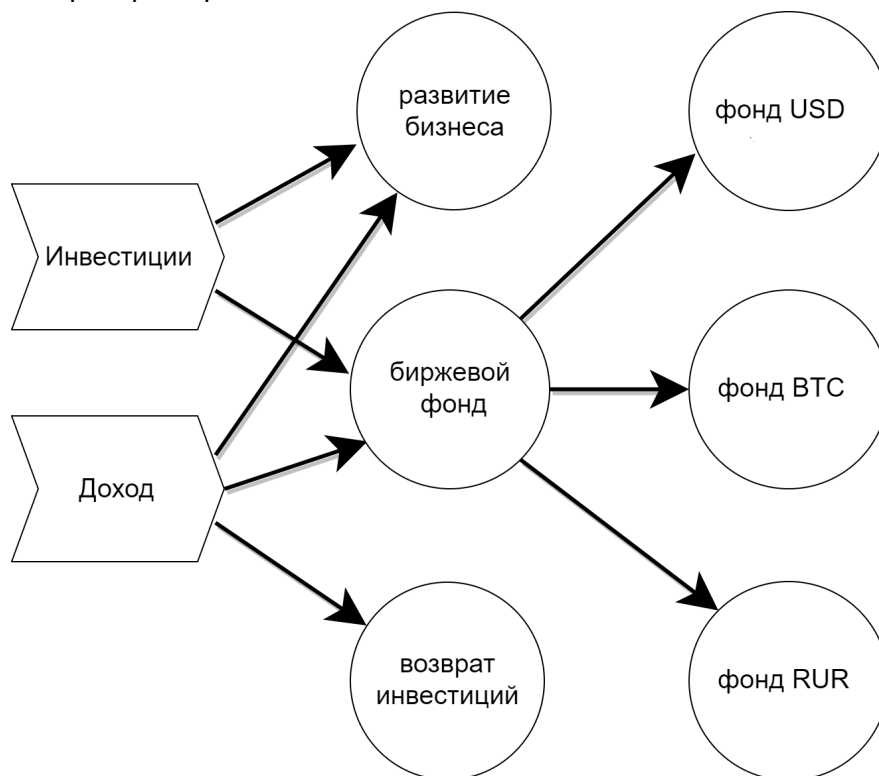 развитие
бизнеса
фонд USD
Инвестиции
биржевой
фонд
фонд BTC
Доход
возврат
инвестиций
фонд RUR